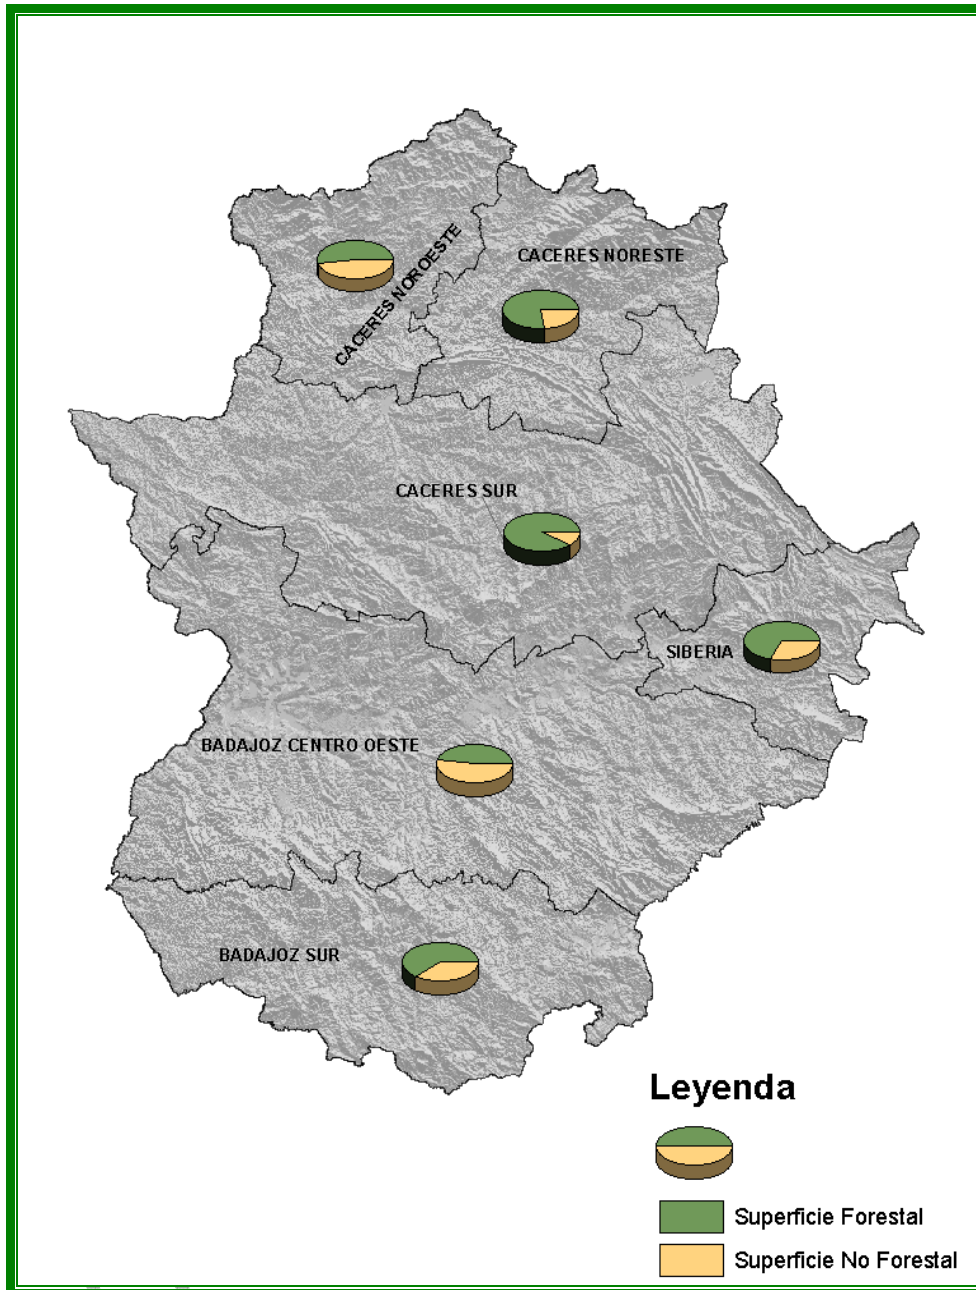 CACERES NOROESTE
CACERES NORESTE
CACERES SUR
SIBERIA
BADAJOZ CENTRO OESTE
BADAJOZ SUR
Leyenda
Superficie Forestal
Superficie No Forestal